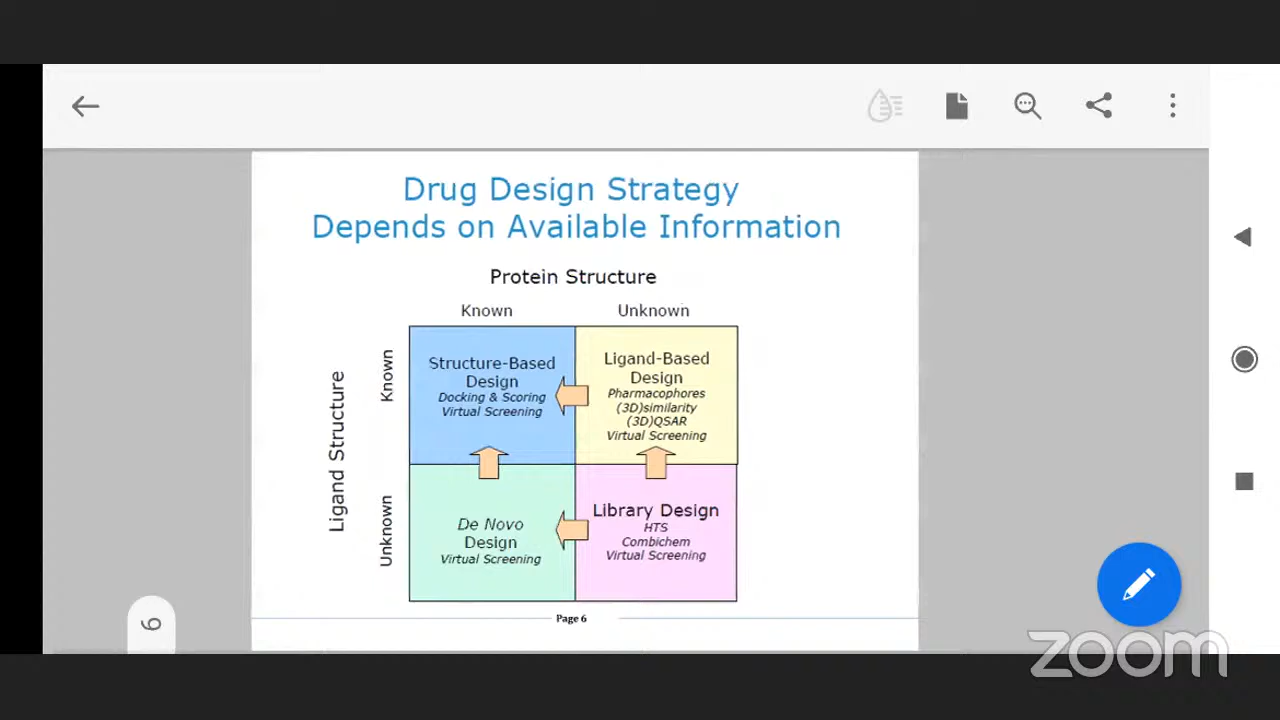 Drug Design Strategy
Depends on Available Information
Protein Structure
Known
Unknown
Ligand Structure
Known
Unknown
Structure-Based
Design
Docking & Scoring
Virtual Screening
Ligand-Based
Design
Pharmacophores
(3D)similarity
(3D)QSAR
Virtual Screening
De Novo
Design
Virtual Screening
Library Design
HTS
Combichem
Virtual Screening
Page 6
6
zoom